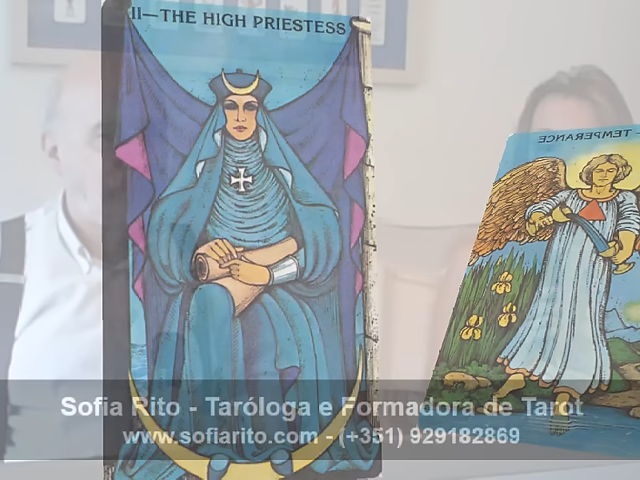 II—THE HIGH PRIESTESS
-TEMPERANCE
Sofia Rito - Taróloga e Formadora de Tarot
www.sofiarito.com - (+351) 929182869